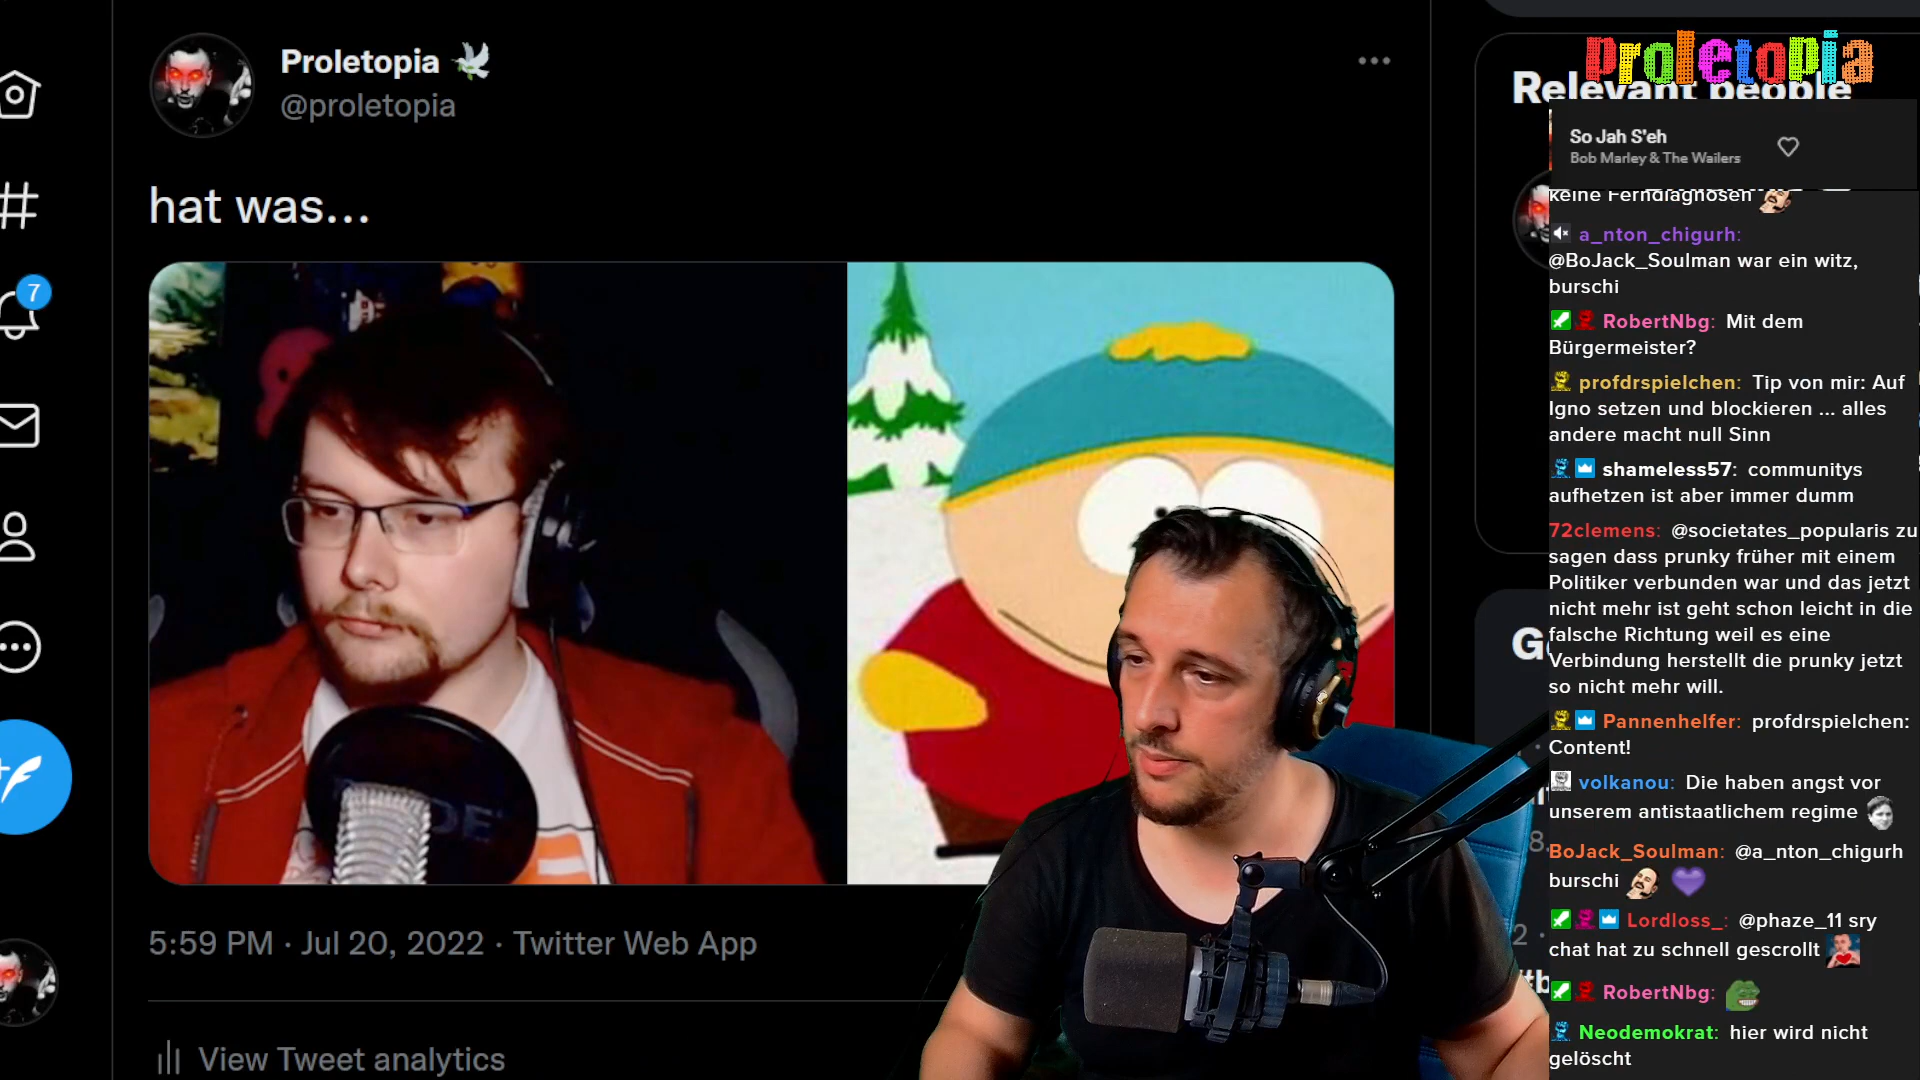 Proletopia
@proletopia
hat was...
7
5:59 PM · Jul 20, 2022 · Twitter Web App
View Tweet analytics
Proletopia
Relevant people
So Jah S'eh
Bob Marley & The Wailers
keine Ferndiagnosen
a_nton_chigurh:
@BoJack_Soulman war ein witz,
burschi
RobertNbg: Mit dem
Bürgermeister?
profdrspielchen: Tip von mir: Auf
Igno setzen und blockieren ... alles
andere macht null Sinn
shameless57: communitys
aufhetzen ist aber immer dumm
72clemens: @societates_popularis zu
sagen dass prunky früher mit einem
Politiker verbunden war und das jetzt
nicht mehr ist geht schon leicht in die
falsche Richtung weil es eine
Verbindung herstellt die prunky jetzt
so nicht mehr will.
Pannenhelfer: profdrspielchen:
Content!
volkanou: Die haben angst vor
unserem antistaatlichem regime
BoJack_Soulman: @a_nton_chigurh
burschi
Lordloss_: @phaze_11 sry
chat hat zu schnell gescrollt
RobertNbg:
Neodemokrat: hier wird nicht
gelöscht